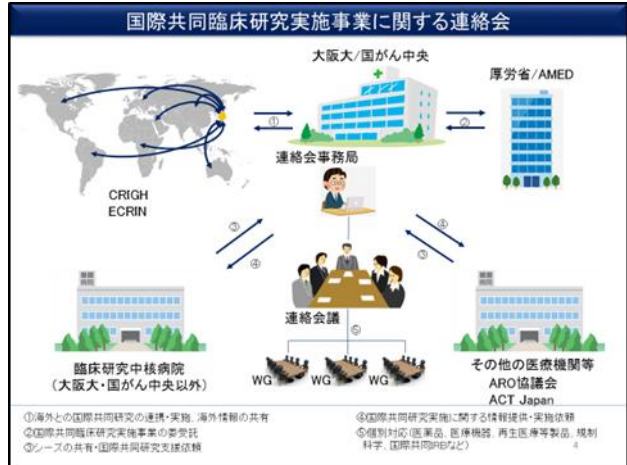 国際共同臨床研究実施事業に関する連絡会
大阪大/国がん中央
厚労省/AMED
①
②
連絡会事務局
CRIGH
ECRIN
③
④
④
③
連絡会議
⑤
臨床研究中核病院
(大阪大・国がん中央以外)
WG
WG
WG
その他の医療機関等
ARO協議会
ACT Japan
①海外との国際共同研究の連携・実施、海外情報の共有
②国際共同臨床研究実施事業の委受託
③シーズの共有・国際共同研究支援依頼
④国際共同研究実施に関する情報提供・実施依頼
⑤個別対応(医薬品、医療機器、再生医療等製品、規制
科学、国際共同IRBなど)
4